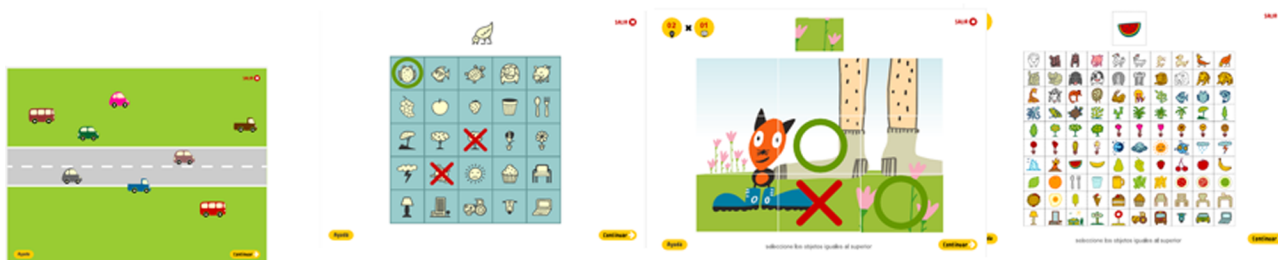 SALIR
Ayuda
Continuar
SALIR
Ayuda
Continuar
02 x 01
SALIR
Ayuda
Continuar
seleccione los objetos iguales al superior
SALIR
Continuar
seleccione los objetos iguales al superior